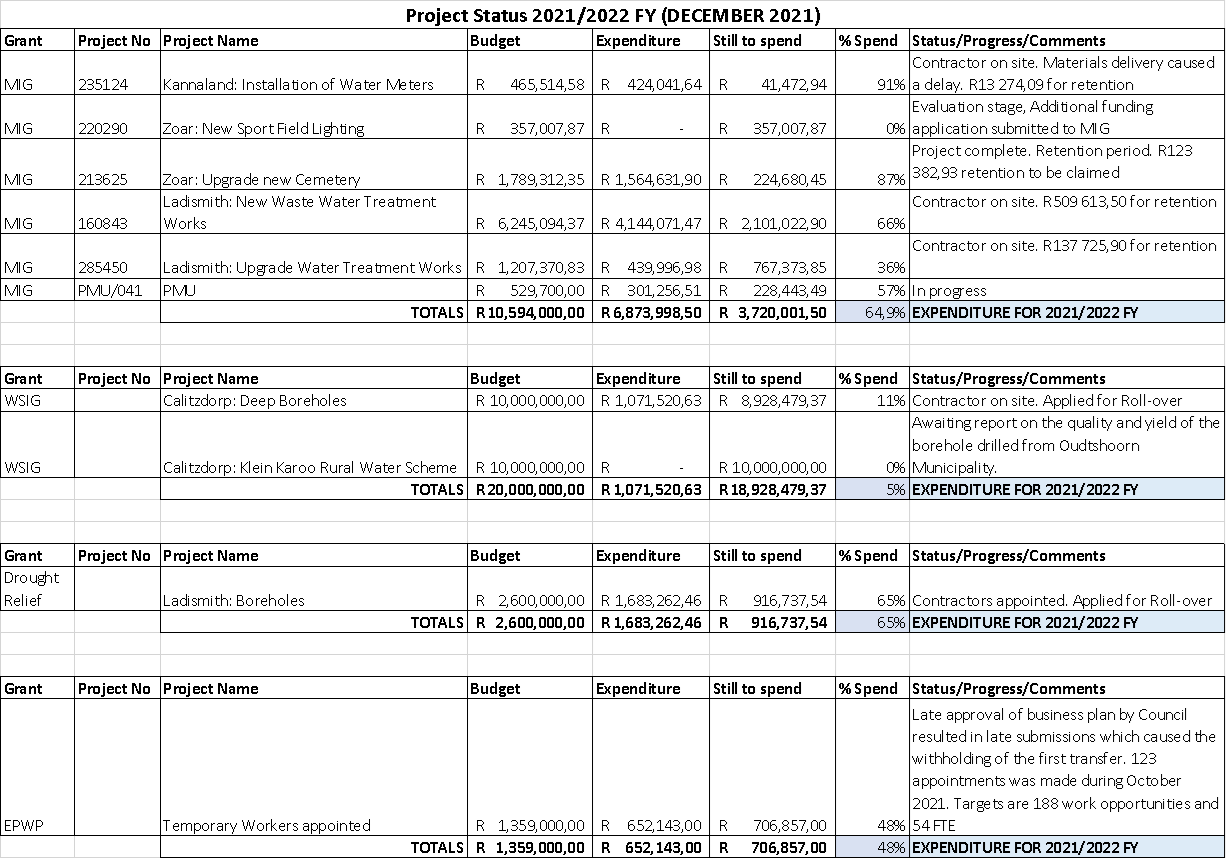 Project Status 2021/2022 FY (DECEMBER 2021)
Grant Project No Project Name Budget Expenditure Still to spend % Spend Status/Progress/Comments
MIG 235124 Kannaland: Installation of Water Meters R 465,514,58 R 424,041,64 R 41,472,94 91% Contractor on site. Materials delivery caused
a delay. R13 274,09 for retention
MIG 220290 Zoar: New Sport Field Lighting R 357,007,87 R - R 357,007,87 0% Evaluation stage, Additional funding
application submitted to MIG
MIG 213625 Zoar: Upgrade new Cemetery R 1,789,312,35 R 1,564,631,90 R 224,680,45 87% Project complete. Retention period. R123
382,93 retention to be claimed
MIG 160843 Ladismith: New Waste Water Treatment
Works R 6,245,094,37 R 4,144,071,47 R 2,101,022,90 66% Contractor on site. R509 613,50 for retention
MIG 285450 Ladismith: Upgrade Water Treatment Works R 1,207,370,83 R 439,996,98 R 767,373,85 36% Contractor on site. R137 725,90 for retention
MIG PMU/041 PMU R 529,700,00 R 301,256,51 R 228,443,49 57% In progress
TOTALS R 10,594,000,00 R 6,873,998,50 R 3,720,001,50 64,9% EXPENDITURE FOR 2021/2022 FY
Grant Project No Project Name Budget Expenditure Still to spend % Spend Status/Progress/Comments
WSIG Calitzdorp: Deep Boreholes R 10,000,000,00 R 1,071,520,63 R 8,928,479,37 11% Contractor on site. Applied for Roll-over
WSIG Calitzdorp: Klein Karoo Rural Water Scheme R 10,000,000,00 R - R 10,000,000,00 0% Awaiting report on the quality and yield of the
borehole drilled from Oudtshoorn
Municipality.
TOTALS R 20,000,000,00 R 1,071,520,63 R 18,928,479,37 5% EXPENDITURE FOR 2021/2022 FY
Grant Project No Project Name Budget Expenditure Still to spend % Spend Status/Progress/Comments
Drought
Relief Ladismith: Boreholes R 2,600,000,00 R 1,683,262,46 R 916,737,54 65% Contractors appointed. Applied for Roll-over
TOTALS R 2,600,000,00 R 1,683,262,46 R 916,737,54 65% EXPENDITURE FOR 2021/2022 FY
Grant Project No Project Name Budget Expenditure Still to spend % Spend Status/Progress/Comments
EPWP Temporary Workers appointed R 1,359,000,00 R 652,143,00 R 706,857,00 48% Late approval of business plan by Council
resulted in late submissions which caused the
withholding of the first transfer. 123
appointments was made during October
2021. Targets are 188 work opportunities and
54 FTE
TOTALS R 1,359,000,00 R 652,143,00 R 706,857,00 48% EXPENDITURE FOR 2021/2022 FY